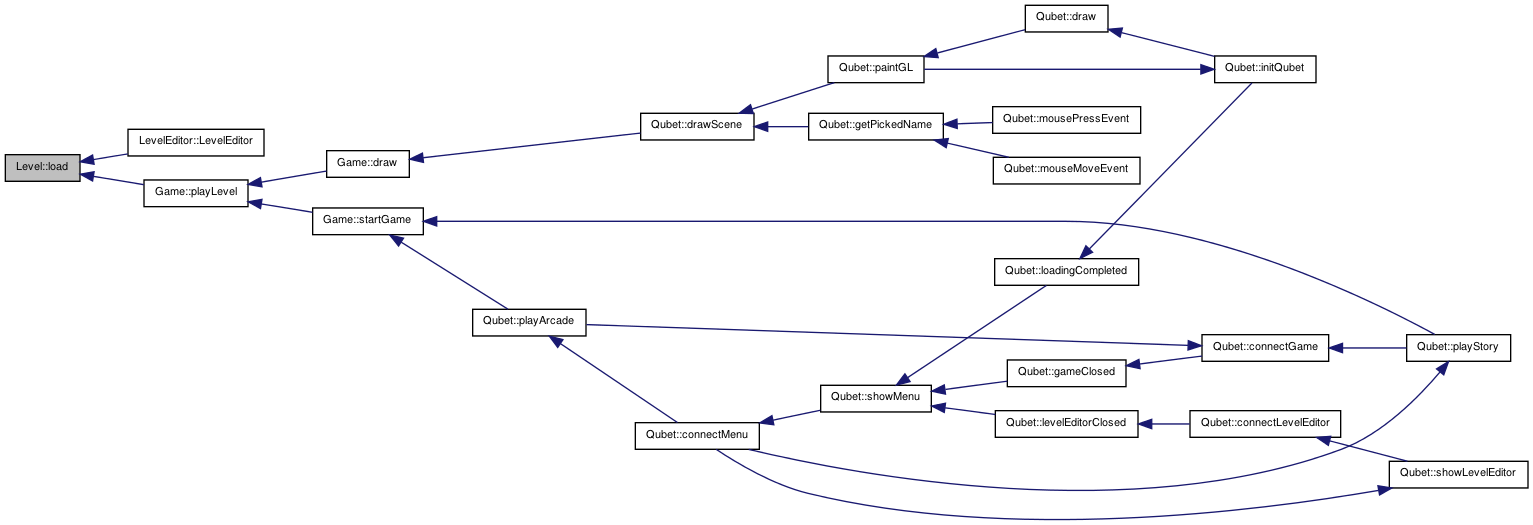 Qubet::draw
Qubet::paintGL
Qubet::initQubet
Qubet::drawScene
Qubet::getPickedName
Qubet::mousePressEvent
LevelEditor::LevelEditor
Level::load
Game::draw
Qubet::mouseMoveEvent
Game::playLevel
Game::startGame
Qubet::loadingCompleted
Qubet::playArcade
Qubet::connectGame
Qubet::playStory
Qubet::gameClosed
Qubet::showMenu
Qubet::levelEditorClosed
Qubet::connectLevelEditor
Qubet::connectMenu
Qubet::showLevelEditor